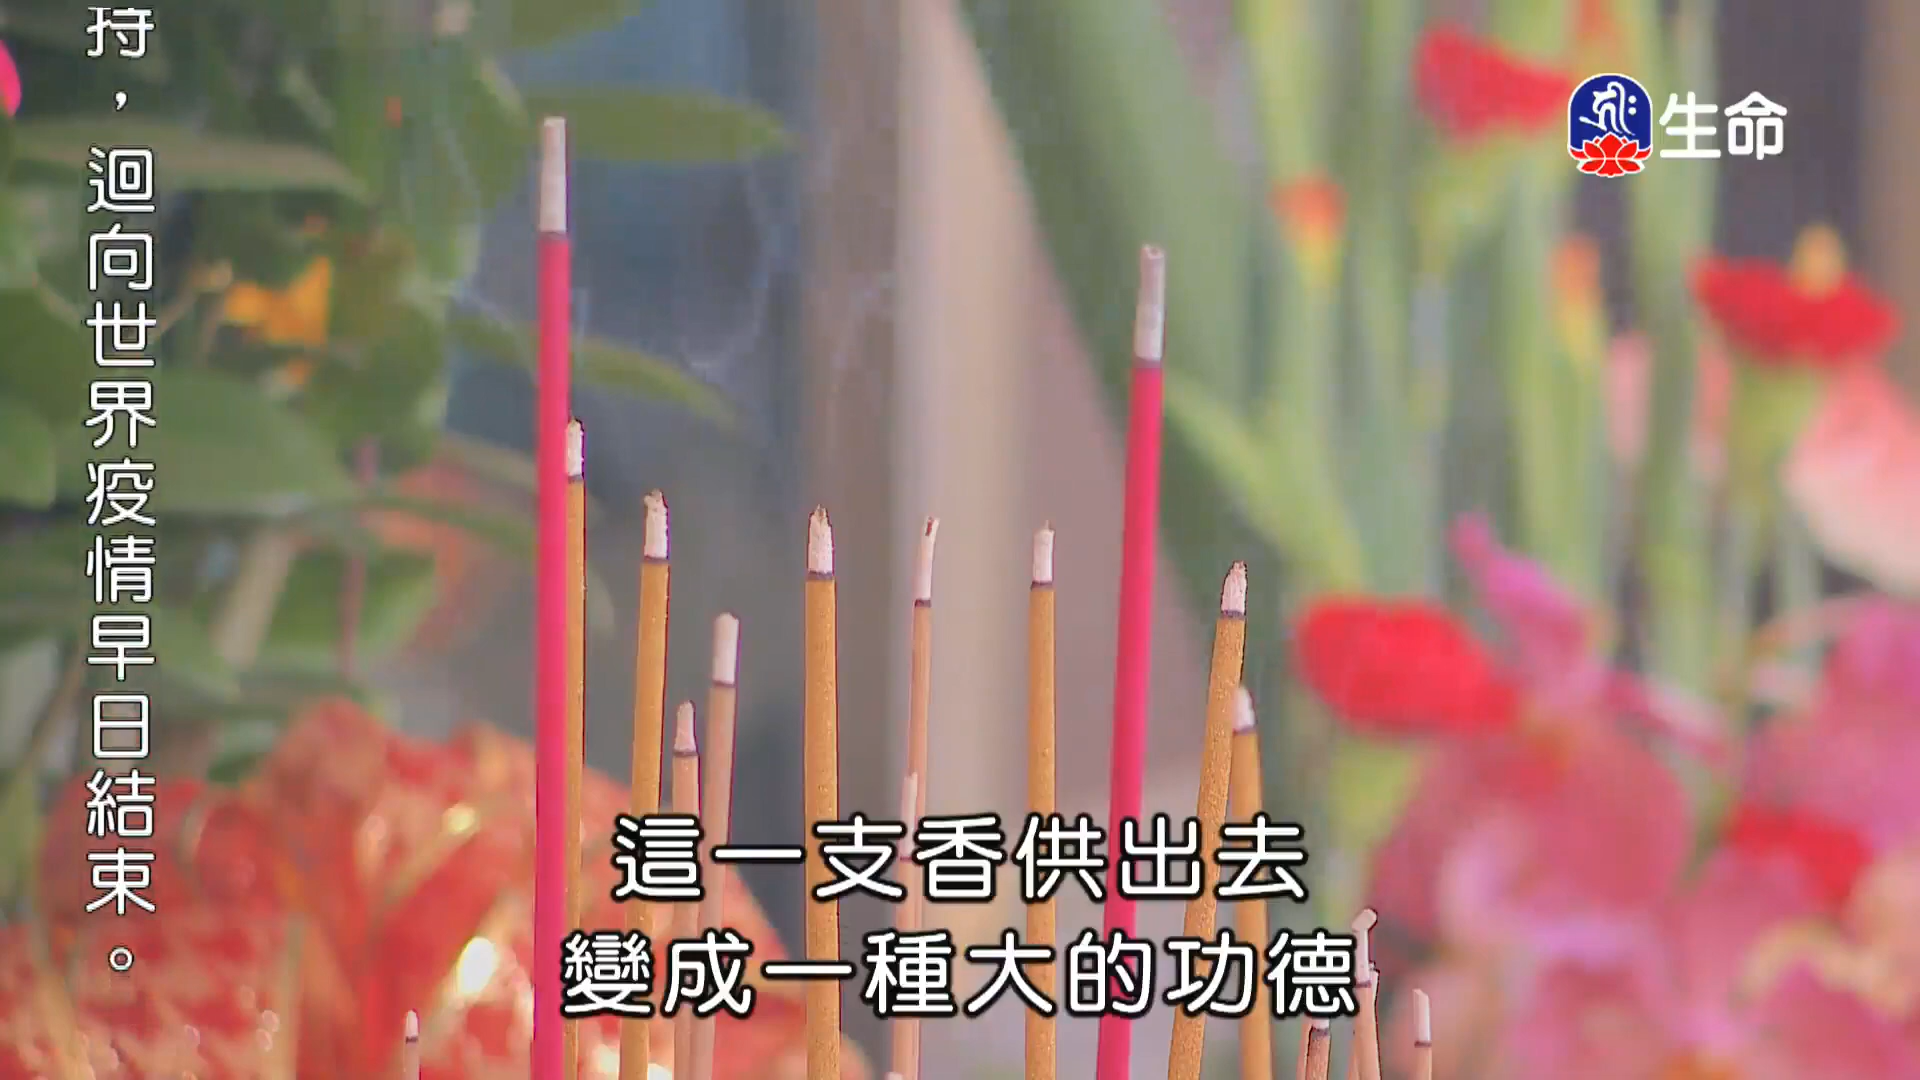 持，迴向世界疫情早日結束。
生命
這一支香供出去
變成一種大的功德